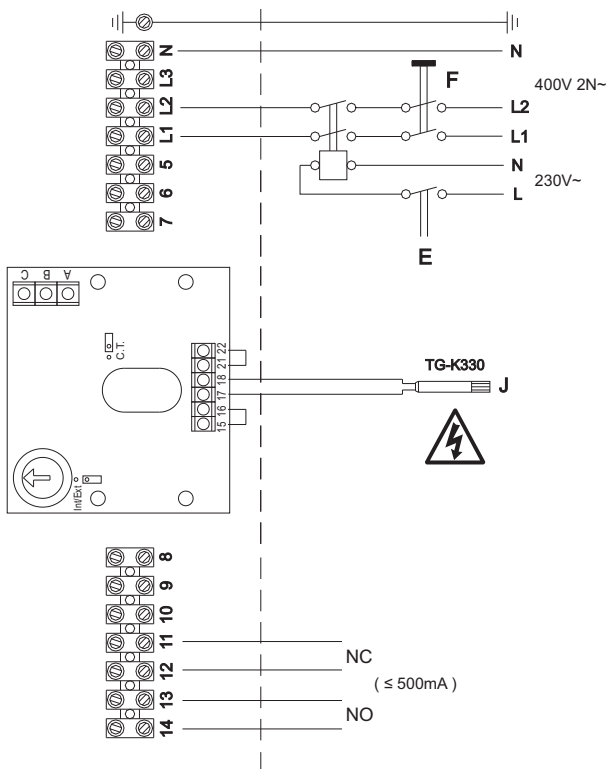 N
N
L3
F
400V 2N~
L2
L2
L1
L1
5
N
230V~
6
L
7
E
C B A
C.T.
22
21
18
17
16
15
TG-K330
J
Int/Ext
8
9
10
11
NC
12
( ≤ 500mA )
13
NO
14